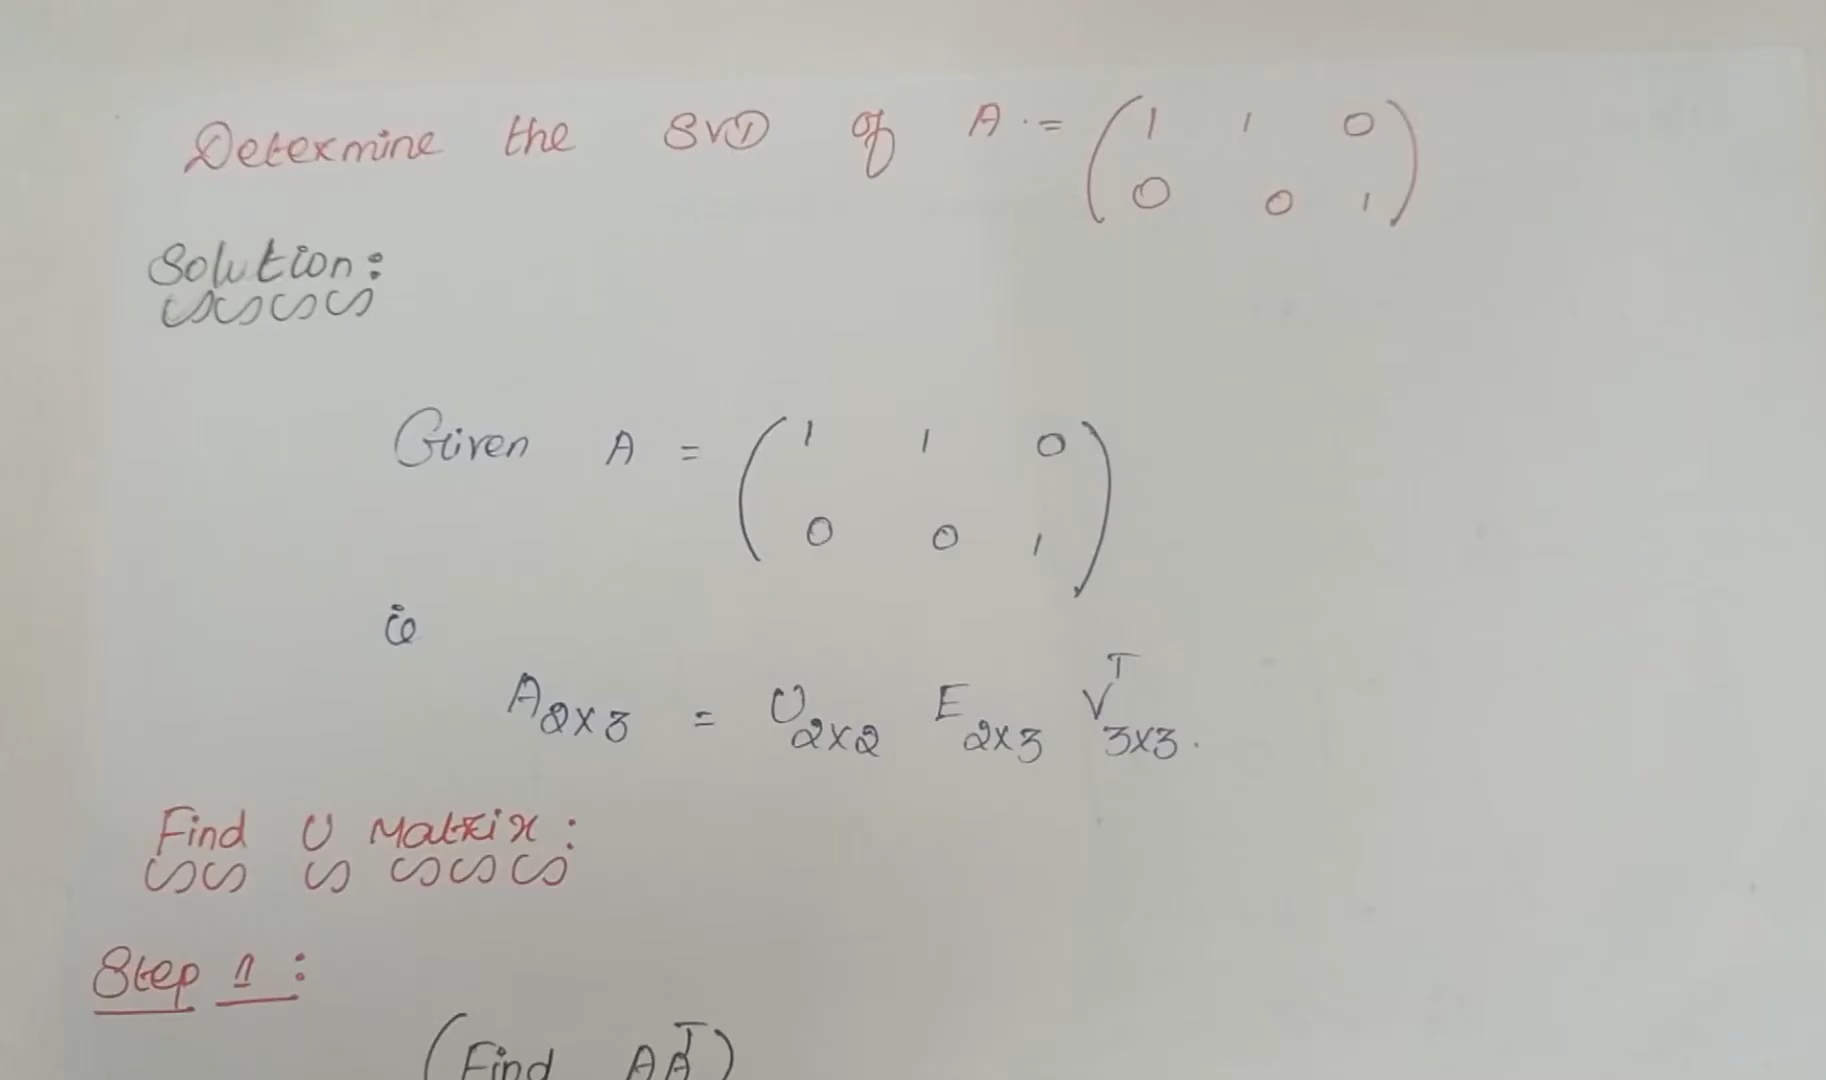 Determine the SVD of A = ( 1 1 0
0 0 1 )
Solution:
Given A = ( 1 1 0
0 0 1 )
ie
A2x3 = U2x2 E2x3 V^T3x3.
Find U Matrix:
Step 1:
(Find AA^T)